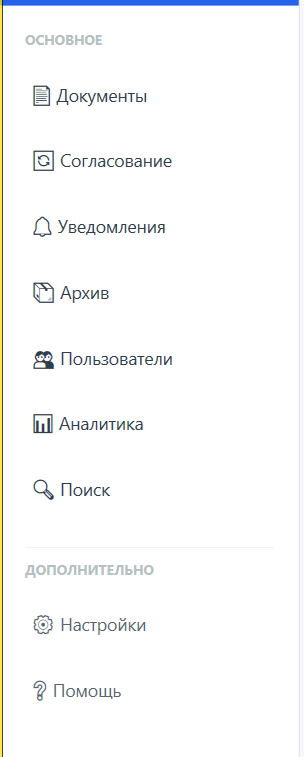 ОСНОВНОЕ
Документы
Согласование
Уведомления
Архив
Пользователи
Аналитика
Поиск
ДОПОЛНИТЕЛЬНО
Настройки
Помощь